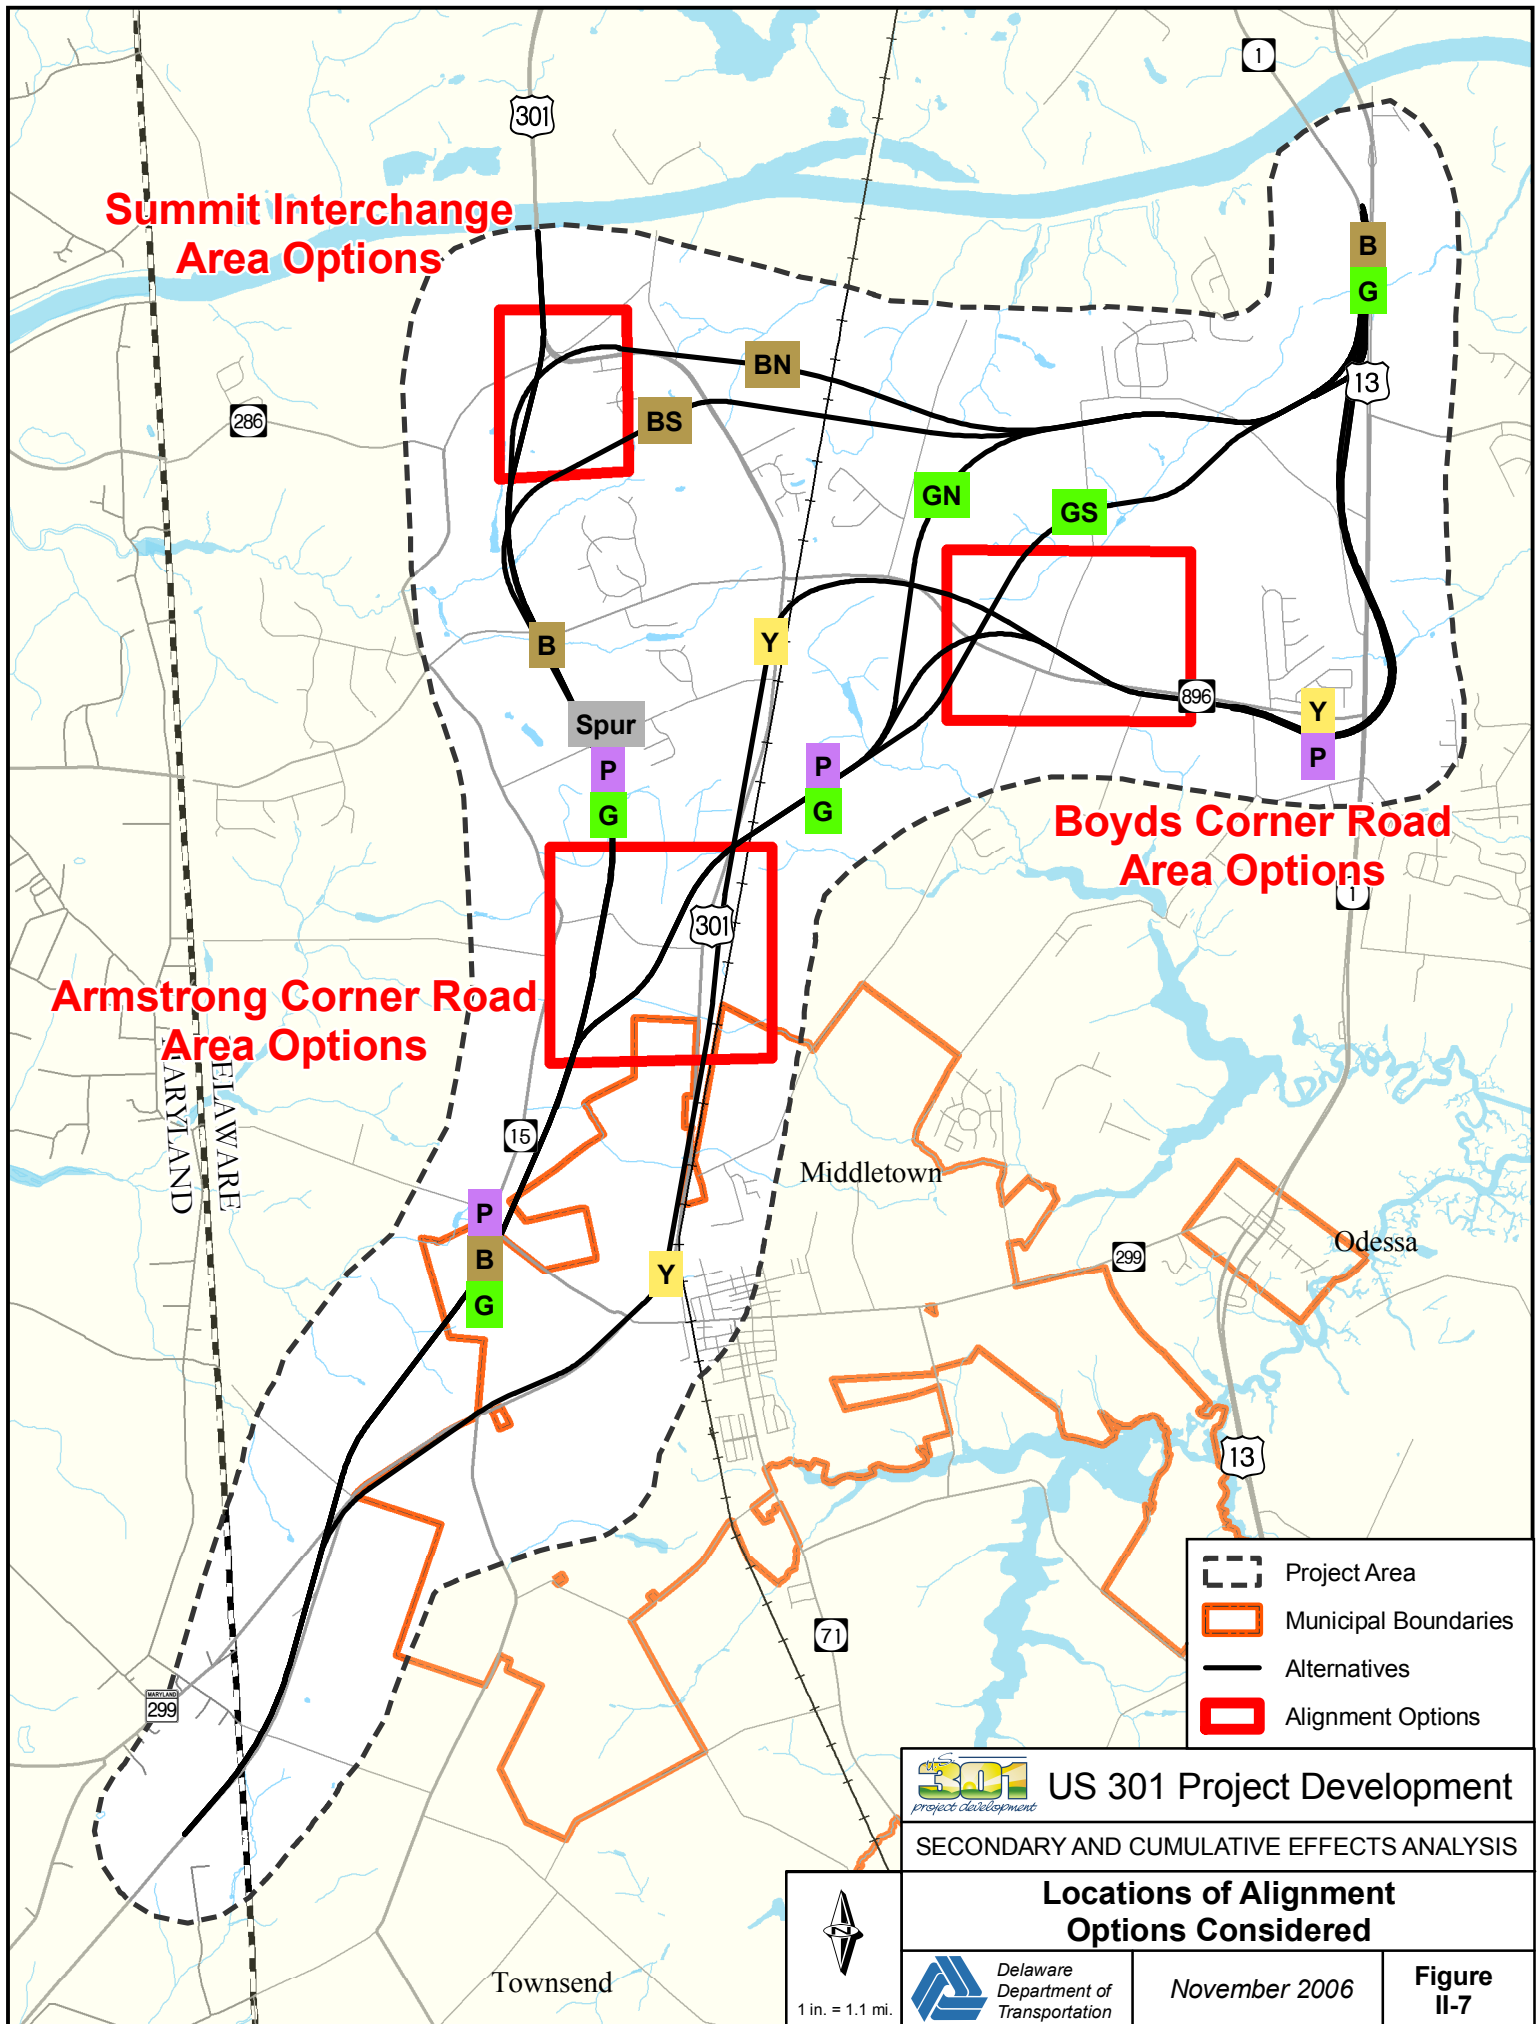 1
301
Summit Interchange
Area Options
B
G
BN
13
286
BS
GN
GS
B
Y
896
Spur
Y
P
P
P
G
G
Boyds Corner Road
Area Options
1
301
Armstrong Corner Road
Area Options
MARYLAND
DELAWARE
15
Middletown
P
B
G
Y
299
Odessa
13
Project Area
Municipal Boundaries
Alternatives
Alignment Options
71
MARYLAND
299
U.S.
301
project development
US 301 Project Development
SECONDARY AND CUMULATIVE EFFECTS ANALYSIS
Locations of Alignment
Options Considered
N
1 in. = 1.1 mi.
Delaware
Department of
Transportation
November 2006
Figure
II-7
Townsend